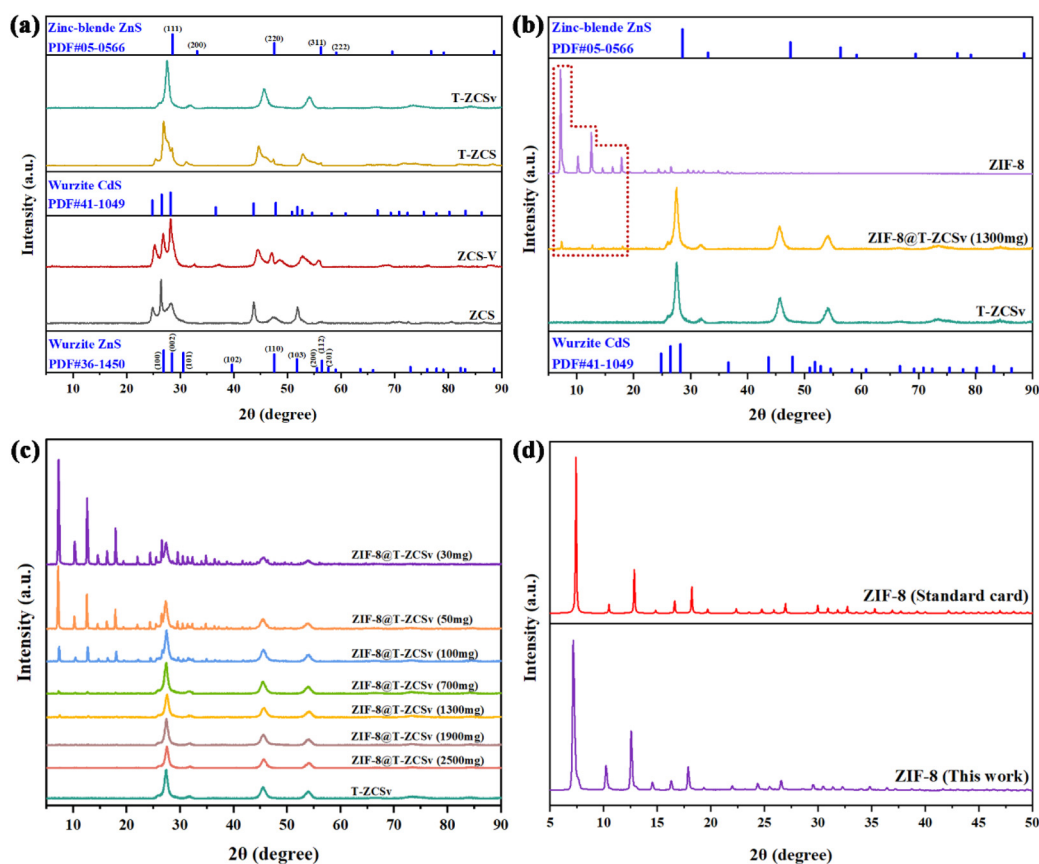 (a)
Zinc-blende ZnS
PDF#05-0566
(111)
(200)
(220)
(311)
(222)
T-ZCSv
T-ZCS
Wurzite CdS
PDF#41-1049
ZCS-V
ZCS
Wurzite ZnS
PDF#36-1450
(100)
(002)
(101)
(102)
(110)
(103)
(200)
(112)
(201)
Intensity (a.u.)
5 10 20 30 40 50 60 70 80 90
2θ (degree)
(b)
Zinc-blende ZnS
PDF#05-0566
ZIF-8
ZIF-8@T-ZCSv (1300mg)
T-ZCSv
Wurzite CdS
PDF#41-1049
Intensity (a.u.)
5 10 20 30 40 50 60 70 80 90
2θ (degree)
(c)
ZIF-8@T-ZCSv (30mg)
ZIF-8@T-ZCSv (50mg)
ZIF-8@T-ZCSv (100mg)
ZIF-8@T-ZCSv (700mg)
ZIF-8@T-ZCSv (1300mg)
ZIF-8@T-ZCSv (1900mg)
ZIF-8@T-ZCSv (2500mg)
T-ZCSv
Intensity (a.u.)
5 10 20 30 40 50 60 70 80 90
2θ (degree)
(d)
ZIF-8 (Standard card)
ZIF-8 (This work)
Intensity (a.u.)
5 10 15 20 25 30 35 40 45 50
2θ (degree)